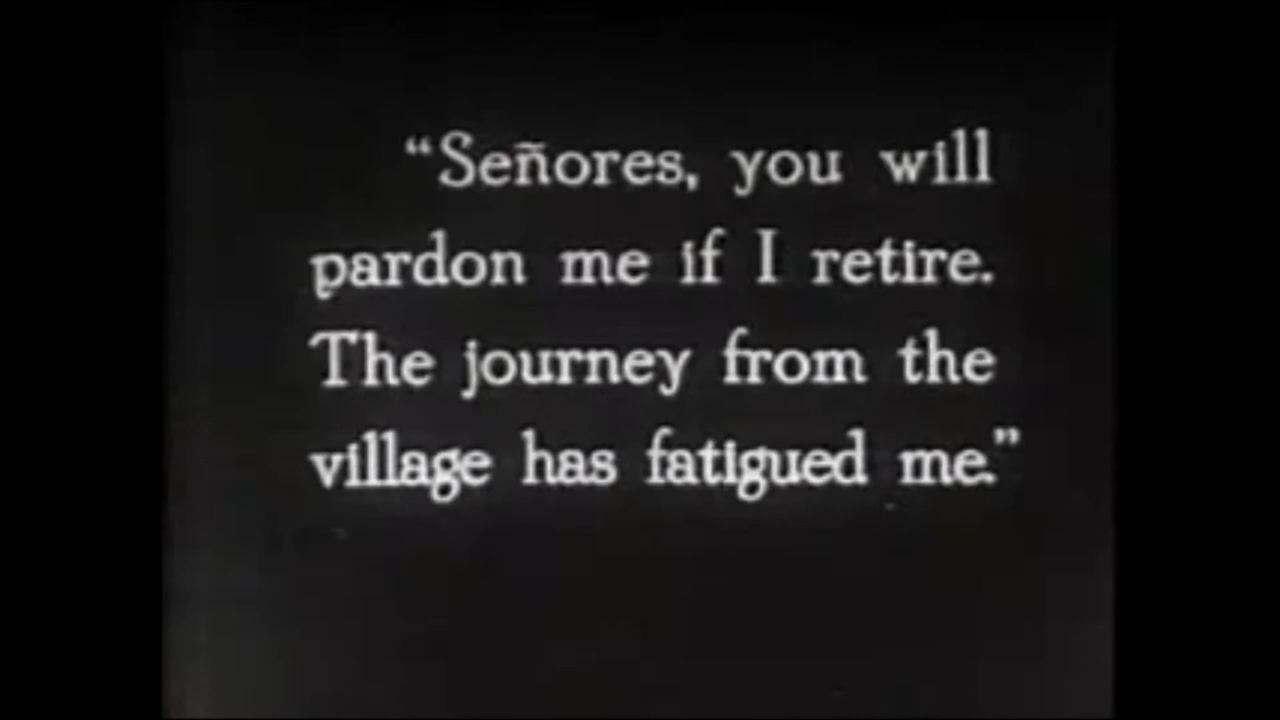 “Señores, you will
pardon me if I retire.
The journey from the
village has fatigued me.”